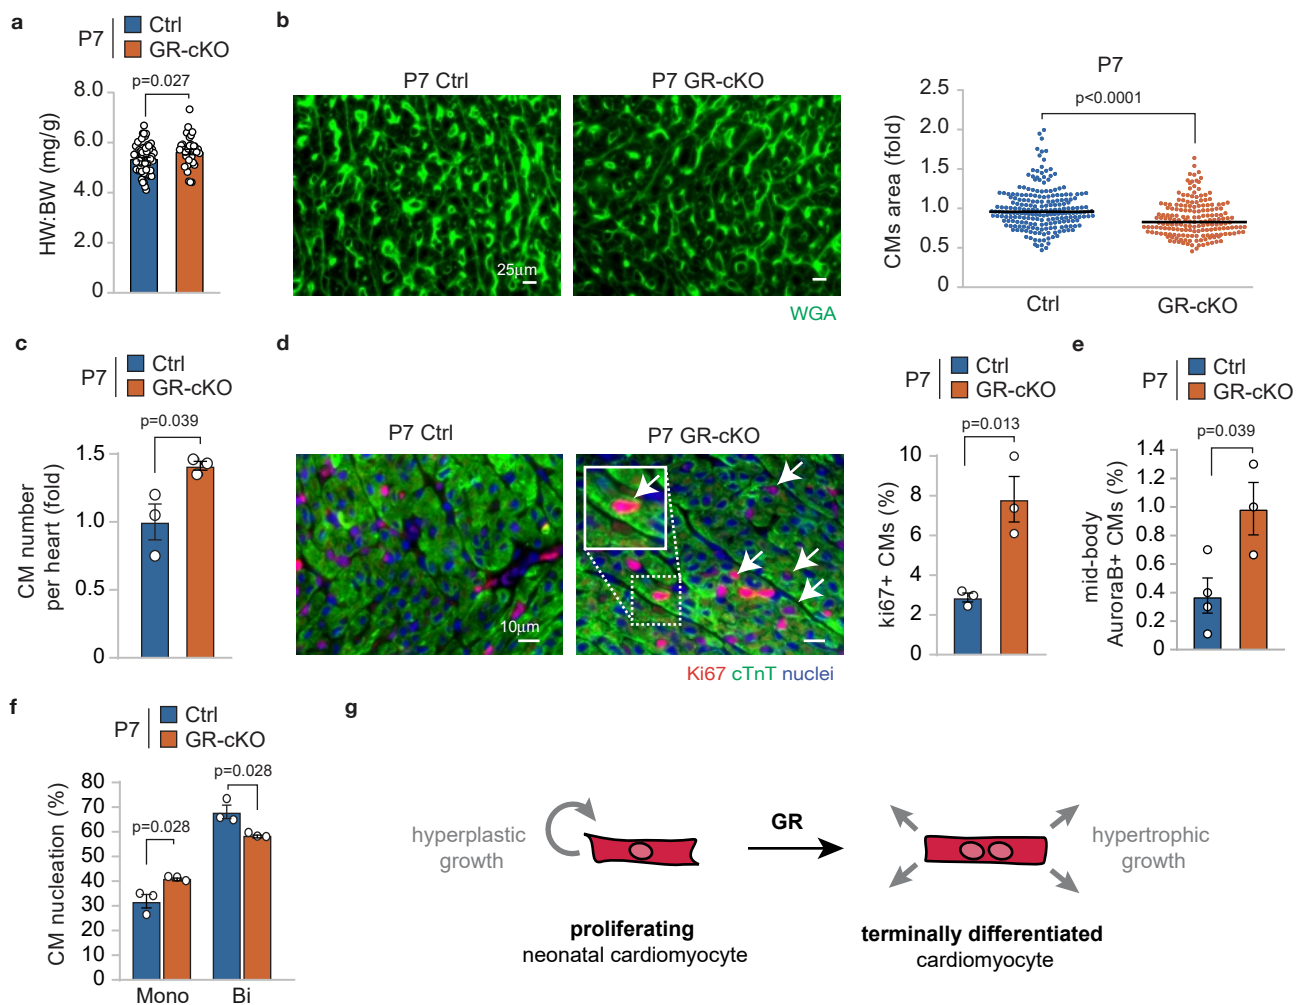 a
P7
Ctrl
GR-cKO
p=0.027
HW:BW (mg/g)
8.0
6.0
4.0
2.0
0
b
P7 Ctrl
P7 GR-cKO
25µm
WGA
P7
p<0.0001
CMs area (fold)
2.5
2.0
1.5
1.0
0.5
0
Ctrl
GR-cKO
c
P7
Ctrl
GR-cKO
p=0.039
CM number
per heart (fold)
1.5
1.0
0.5
0
d
P7 Ctrl
P7 GR-cKO
10µm
Ki67 cTnT nuclei
P7
Ctrl
GR-cKO
p=0.013
ki67+ CMs (%)
10
8
6
4
2
0
e
P7
Ctrl
GR-cKO
p=0.039
mid-body
AuroraB+ CMs (%)
1.4
1.2
1.0
0.8
0.6
0.4
0.2
0
f
P7
Ctrl
GR-cKO
p=0.028
p=0.028
CM nucleation (%)
80
70
60
50
40
30
20
10
0
Mono
Bi
g
hyperplastic
growth
GR
hypertrophic
growth
proliferating
neonatal cardiomyocyte
terminally differentiated
cardiomyocyte